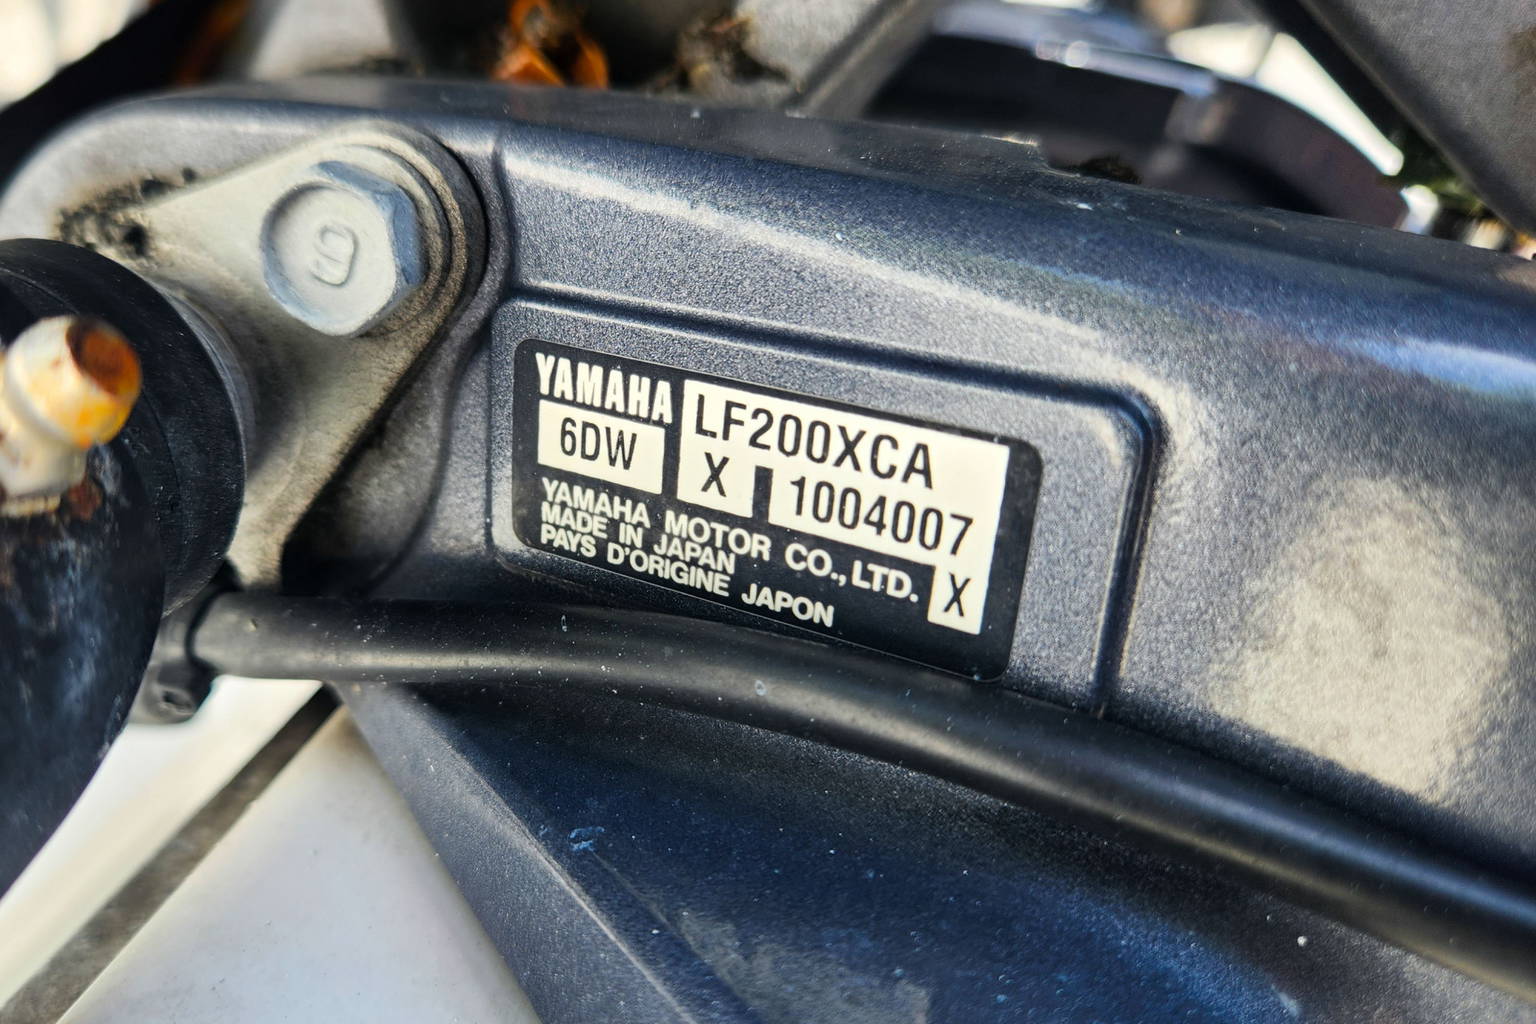 9
YAMAHA
LF200XCA
6DW
X 1004007
YAMAHA MOTOR CO., LTD.
MADE IN JAPAN
X
PAYS D'ORIGINE JAPON